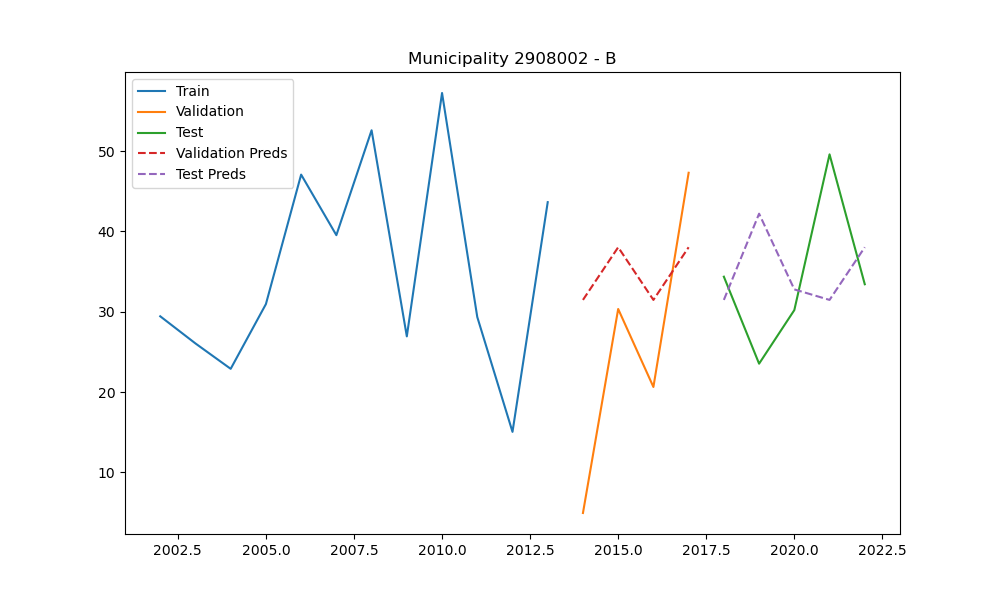 Municipality 2908002 - B
Train
Validation
Test
Validation Preds
Test Preds
50
40
30
20
10
2002.5 2005.0 2007.5 2010.0 2012.5 2015.0 2017.5 2020.0 2022.5